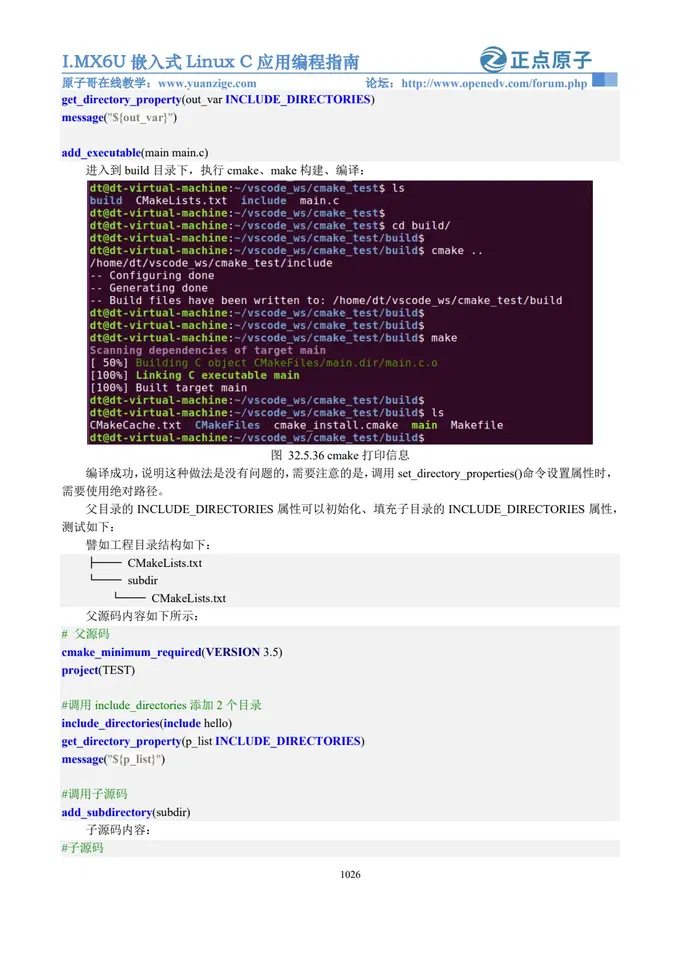 I.MX6U 嵌入式 Linux C 应用编程指南
正点原子
原子哥在线教学：www.yuanzige.com 论坛：http://www.openedv.com/forum.php
get_directory_property(out_var INCLUDE_DIRECTORIES)
message("${out_var}")
add_executable(main main.c)
进入到 build 目录下，执行 cmake、make 构建、编译：
dt@dt-virtual-machine:~/vscode_ws/cmake_test$ ls
build CMakeLists.txt include main.c
dt@dt-virtual-machine:~/vscode_ws/cmake_test$
dt@dt-virtual-machine:~/vscode_ws/cmake_test$ cd build/
dt@dt-virtual-machine:~/vscode_ws/cmake_test/build$
dt@dt-virtual-machine:~/vscode_ws/cmake_test/build$ cmake ..
/home/dt/vscode_ws/cmake_test/include
-- Configuring done
-- Generating done
-- Build files have been written to: /home/dt/vscode_ws/cmake_test/build
dt@dt-virtual-machine:~/vscode_ws/cmake_test/build$
dt@dt-virtual-machine:~/vscode_ws/cmake_test/build$
dt@dt-virtual-machine:~/vscode_ws/cmake_test/build$ make
Scanning dependencies of target main
[ 50%] Building C object CMakeFiles/main.dir/main.c.o
[100%] Linking C executable main
[100%] Built target main
dt@dt-virtual-machine:~/vscode_ws/cmake_test/build$
dt@dt-virtual-machine:~/vscode_ws/cmake_test/build$ ls
CMakeCache.txt CMakeFiles cmake_install.cmake main Makefile
dt@dt-virtual-machine:~/vscode_ws/cmake_test/build$
图 32.5.36 cmake 打印信息
编译成功，说明这种做法是没有问题的，需要注意的是，调用 set_directory_properties()命令设置属性时，
需要使用绝对路径。
父目录的 INCLUDE_DIRECTORIES 属性可以初始化、填充子目录的 INCLUDE_DIRECTORIES 属性，
测试如下：
譬如工程目录结构如下：
├── CMakeLists.txt
└── subdir
└── CMakeLists.txt
父源码内容如下所示：
# 父源码
cmake_minimum_required(VERSION 3.5)
project(TEST)
#调用 include_directories 添加 2 个目录
include_directories(include hello)
get_directory_property(p_list INCLUDE_DIRECTORIES)
message("${p_list}")
#调用子源码
add_subdirectory(subdir)
子源码内容：
#子源码
1026